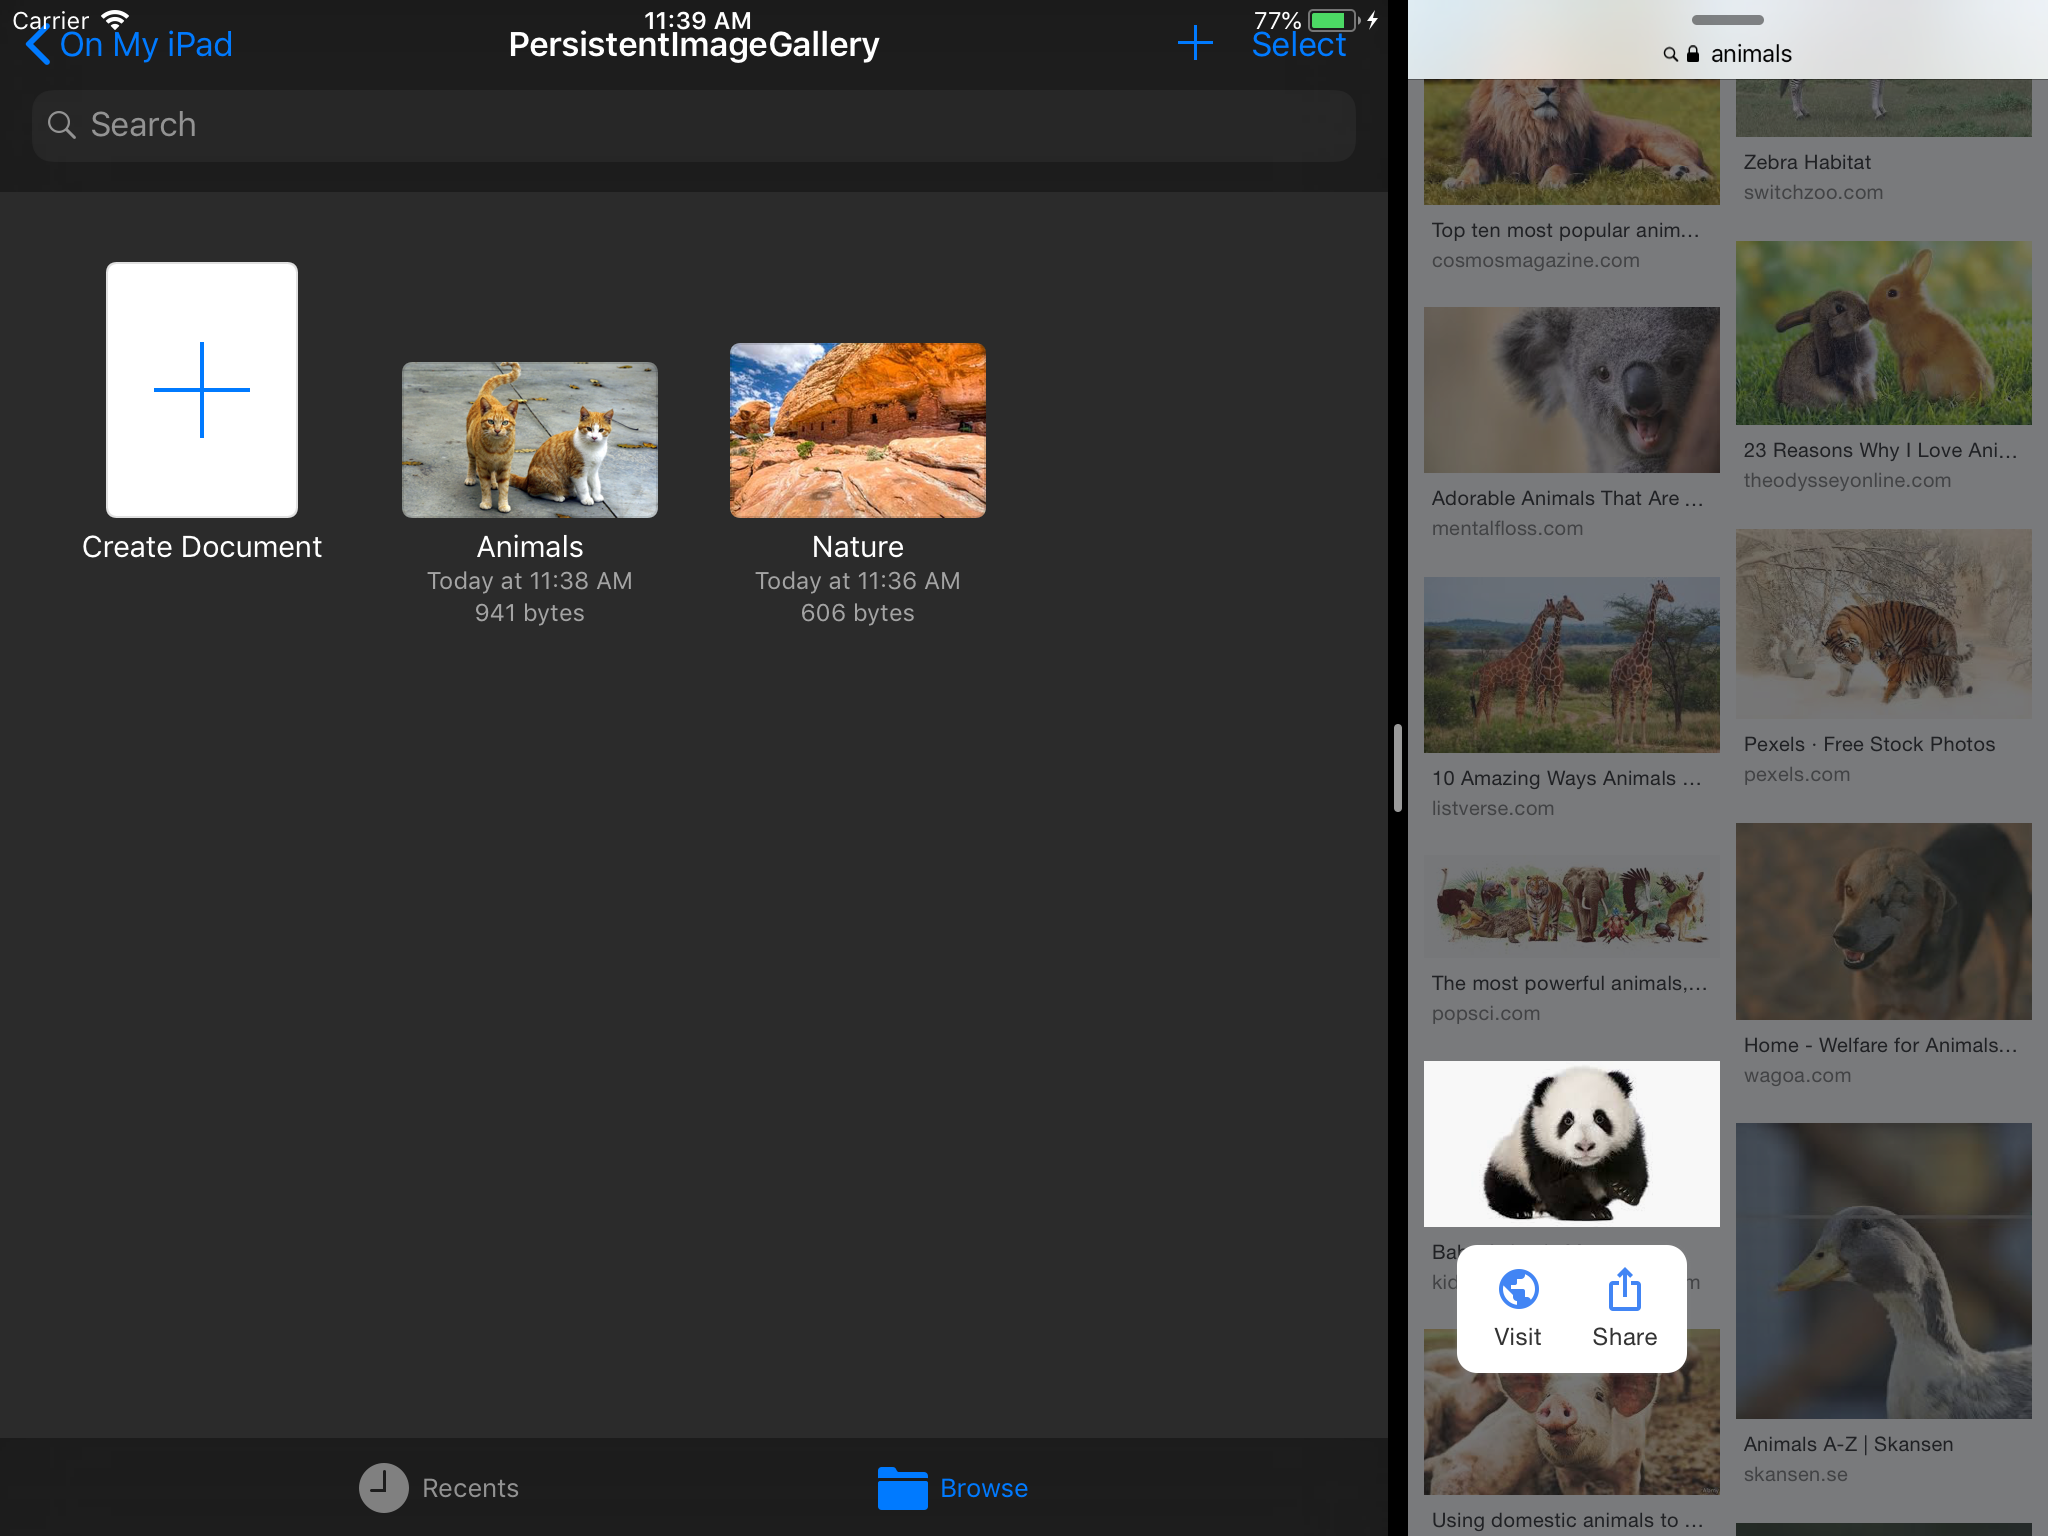 Carrier
11:39 AM
77%
On My iPad
PersistentImageGallery
Select
Search
Create Document
Animals
Today at 11:38 AM
941 bytes
Nature
Today at 11:36 AM
606 bytes
Recents
Browse
animals
Top ten most popular anim...
cosmosmagazine.com
Adorable Animals That Are ...
mentalfloss.com
10 Amazing Ways Animals ...
listverse.com
The most powerful animals,...
popsci.com
Visit
Share
Using domestic animals to ...
Zebra Habitat
switchzoo.com
23 Reasons Why I Love Ani...
theodysseyonline.com
Pexels · Free Stock Photos
pexels.com
Home - Welfare for Animals...
wagoa.com
Animals A-Z | Skansen
skansen.se